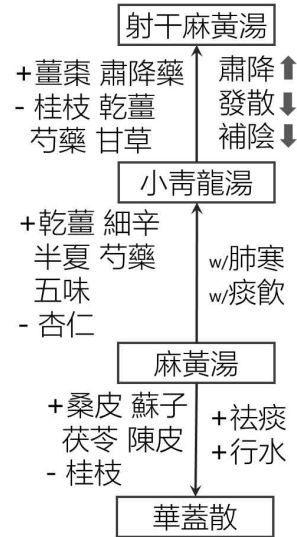 射干麻黃湯
+薑棗 肅降藥
- 桂枝 乾薑
芍藥 甘草
肅降⬆
發散⬇
補陰⬆
小青龍湯
+乾薑 細辛
半夏 芍藥
五味
- 杏仁
w/肺寒
w/痰飲
麻黃湯
+桑皮 蘇子
茯苓 陳皮
- 桂枝
+祛痰
+行水
華蓋散